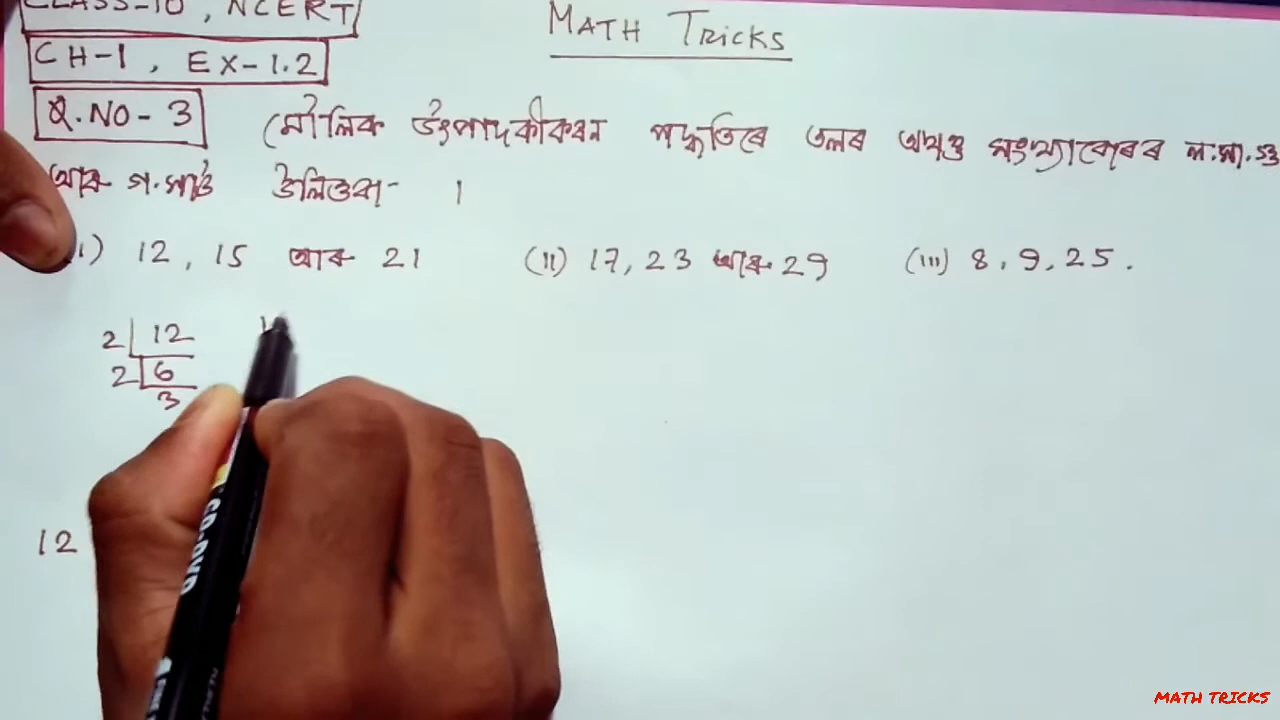 CLASS-10, NCERT
MATH TRICKS
CH-1, EX-1.2
Q.NO-3 মৌলিক উৎপাদকীকৰণ পদ্ধতিৰে তলৰ অখণ্ড সংখ্যাবোৰৰ ল.সা.গু
আৰু গ.সা.উ উলিওৱা- ।
i) 12, 15 আৰু 21 (ii) 17, 23 আৰু 29 (iii) 8, 9, 25.
2 12
2 6
3
12
CD-DVD
MATH TRICKS